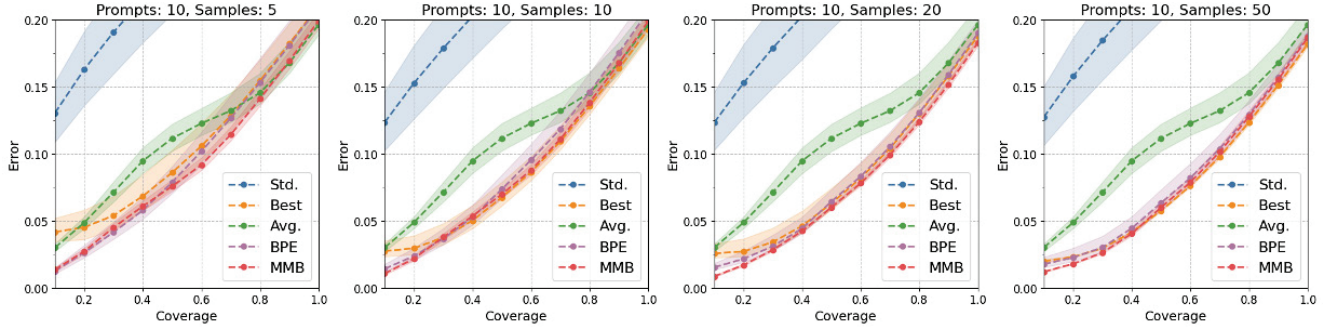 Prompts: 10, Samples: 5
0.20
0.15
0.10
0.05
0.00
Error
0.2
0.4
0.6
0.8
1.0
Coverage
Std.
Best
Avg.
BPE
MMB
Prompts: 10, Samples: 10
0.20
0.15
0.10
0.05
0.00
Error
0.2
0.4
0.6
0.8
1.0
Coverage
Std.
Best
Avg.
BPE
MMB
Prompts: 10, Samples: 20
0.20
0.15
0.10
0.05
0.00
Error
0.2
0.4
0.6
0.8
1.0
Coverage
Std.
Best
Avg.
BPE
MMB
Prompts: 10, Samples: 50
0.20
0.15
0.10
0.05
0.00
Error
0.2
0.4
0.6
0.8
1.0
Coverage
Std.
Best
Avg.
BPE
MMB